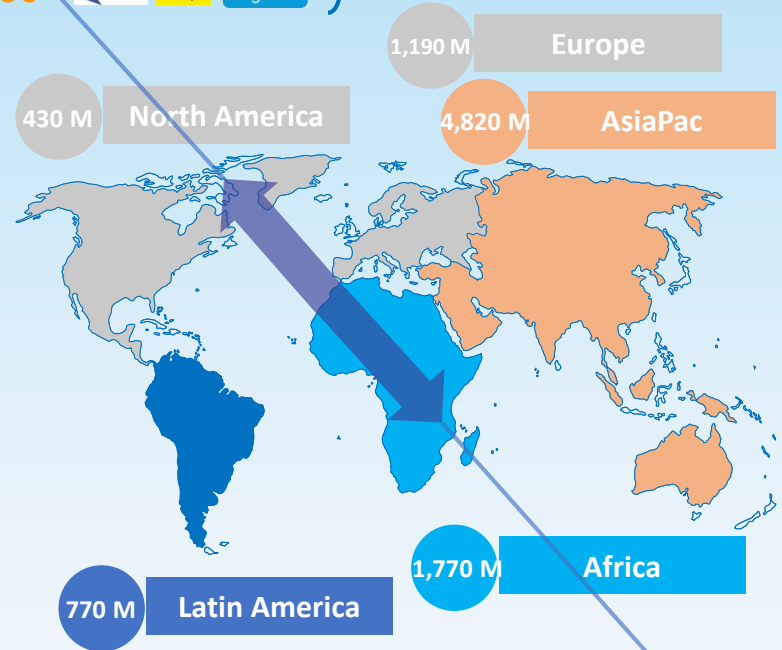 1,190 M
Europe
430 M
North America
4,820 M
AsiaPac
1,770 M
Africa
770 M
Latin America